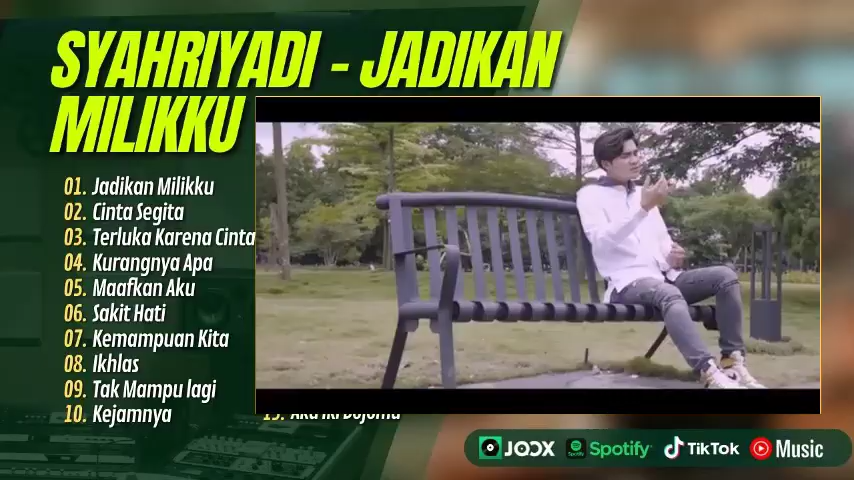 SYAHRIYADI - JADIKAN
MILIKKU
01. Jadikan Milikku
02. Cinta Segita
03. Terluka Karena Cinta
04. Kurangnya Apa
05. Maafkan Aku
06. Sakit Hati
07. Kemampuan Kita
08. Ikhlas
09. Tak Mampu lagi
10. Kejamnya
JOOX Spotify Spotify TikTok Music